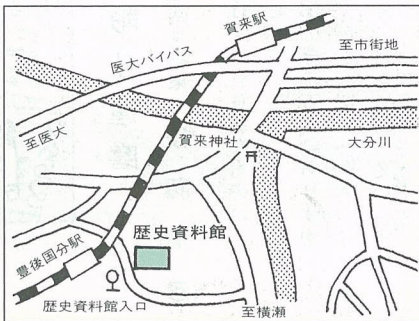 賀来駅
医大バイパス
至市街地
至医大
賀来神社
大分川
豊後国分駅
歴史資料館
歴史資料館入口
至横瀬